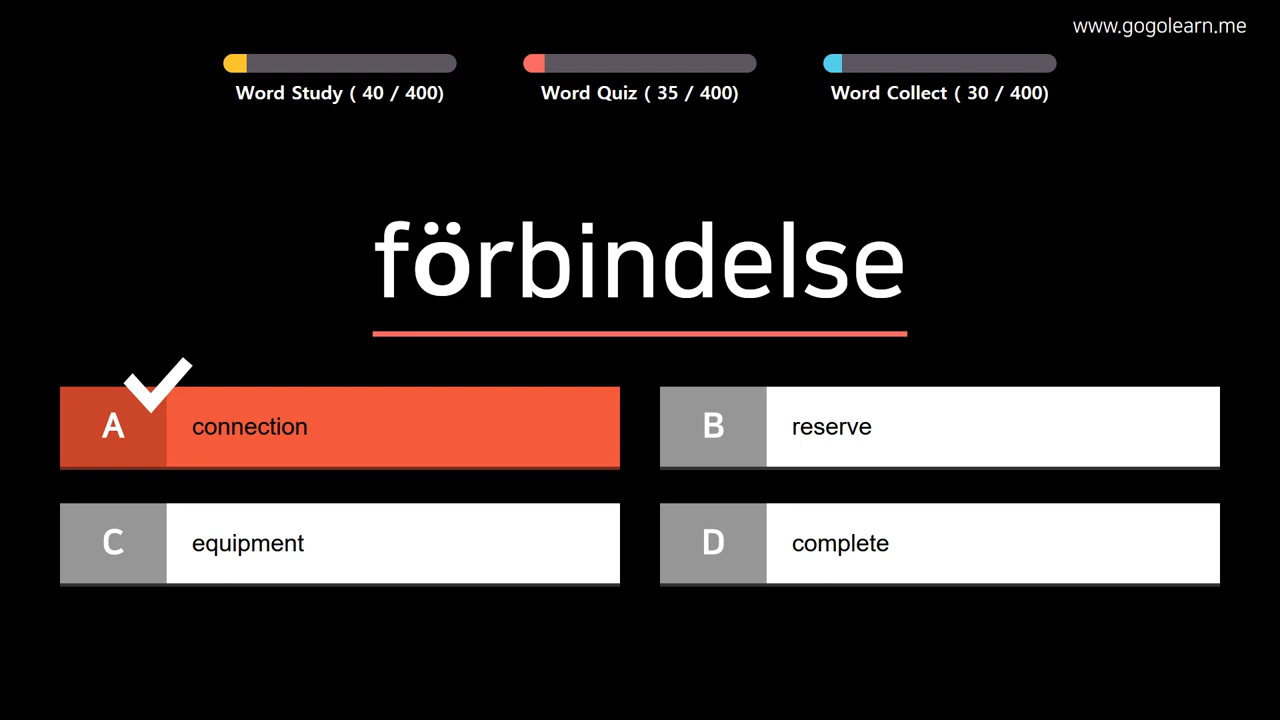 www.gogolearn.me
Word Study ( 40 / 400)
Word Quiz ( 35 / 400)
Word Collect ( 30 / 400)
förbindelse
A connection
B reserve
C equipment
D complete